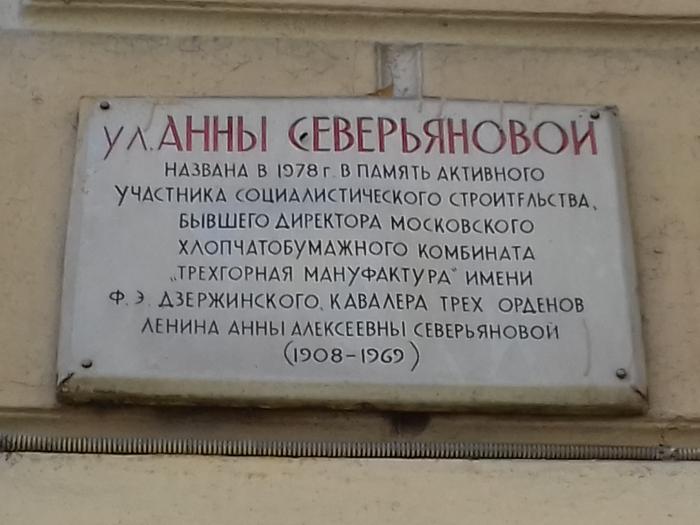 ул. АННЫ СЕВЕРЬЯНОВОЙ
НАЗВАНА В 1978 г. В ПАМЯТЬ АКТИВНОГО
УЧАСТНИКА СОЦИАЛИСТИЧЕСКОГО СТРОИТЕЛЬСТВА,
БЫВШЕГО ДИРЕКТОРА МОСКОВСКОГО
ХЛОПЧАТОБУМАЖНОГО КОМБИНАТА
„ТРЕХГОРНАЯ МАНУФАКТУРА" ИМЕНИ
Ф. Э. ДЗЕРЖИНСКОГО, КАВАЛЕРА ТРЕХ ОРДЕНОВ
ЛЕНИНА АННЫ АЛЕКСЕЕВНЫ СЕВЕРЬЯНОВОЙ
(1908-1969)